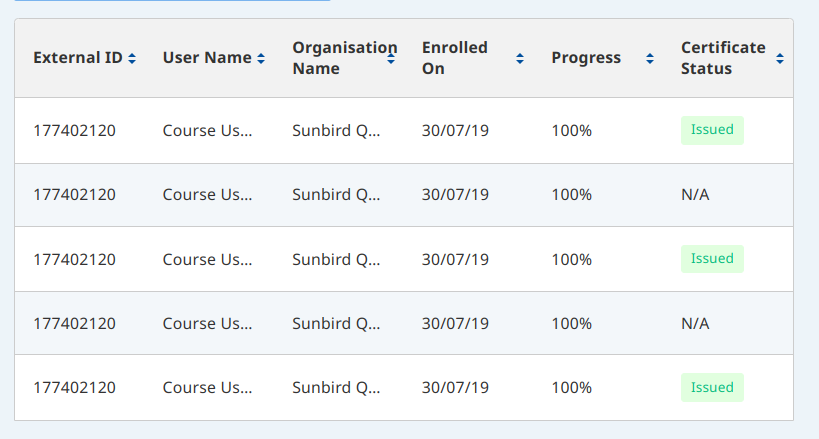 External ID User Name Organisation Name Enrolled On Progress Certificate Status
177402120 Course Us... Sunbird Q... 30/07/19 100% Issued
177402120 Course Us... Sunbird Q... 30/07/19 100% N/A
177402120 Course Us... Sunbird Q... 30/07/19 100% Issued
177402120 Course Us... Sunbird Q... 30/07/19 100% N/A
177402120 Course Us... Sunbird Q... 30/07/19 100% Issued